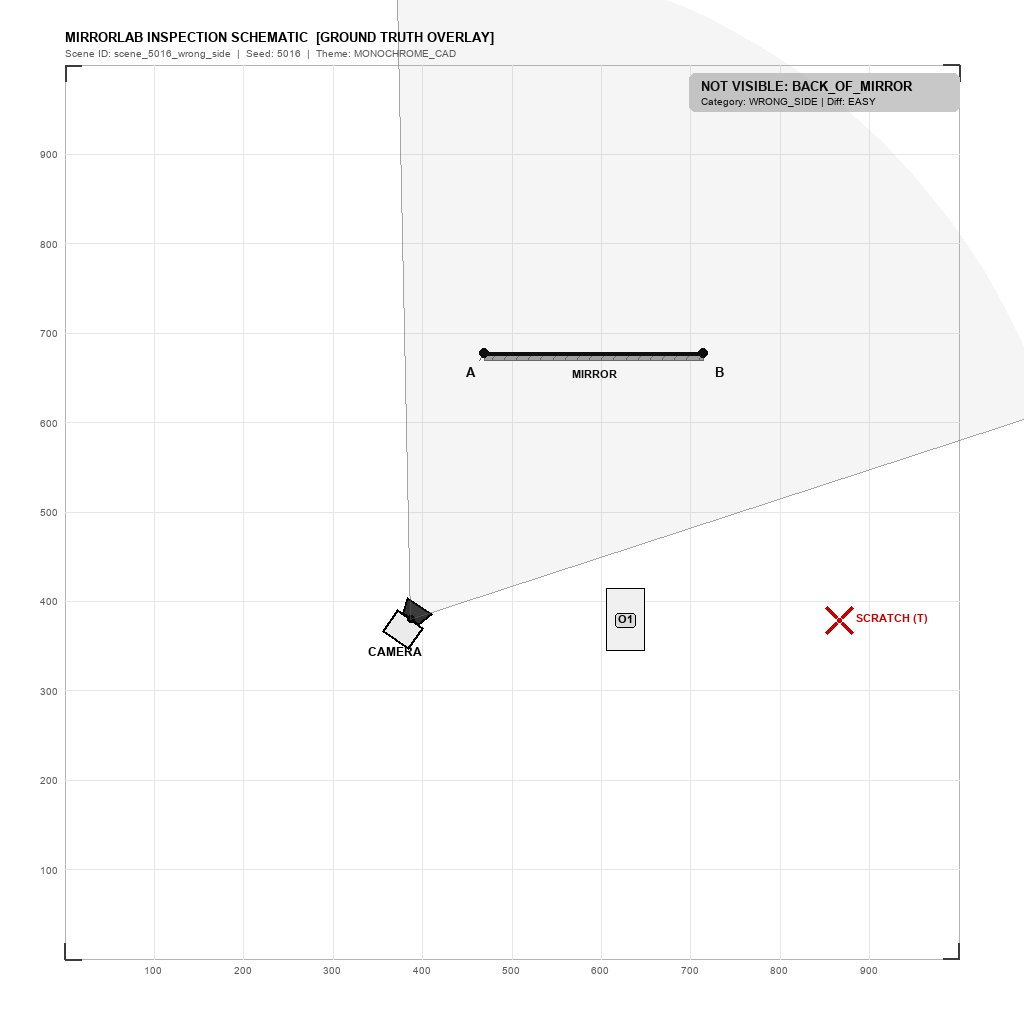 MIRRORLAB INSPECTION SCHEMATIC [GROUND TRUTH OVERLAY]
Scene ID: scene_5016_wrong_side | Seed: 5016 | Theme: MONOCHROME_CAD
NOT VISIBLE: BACK_OF_MIRROR
Category: WRONG_SIDE | Diff: EASY
900
800
700
A
MIRROR
B
600
500
400
O1
SCRATCH (T)
CAMERA
300
200
100
100 200 300 400 500 600 700 800 900